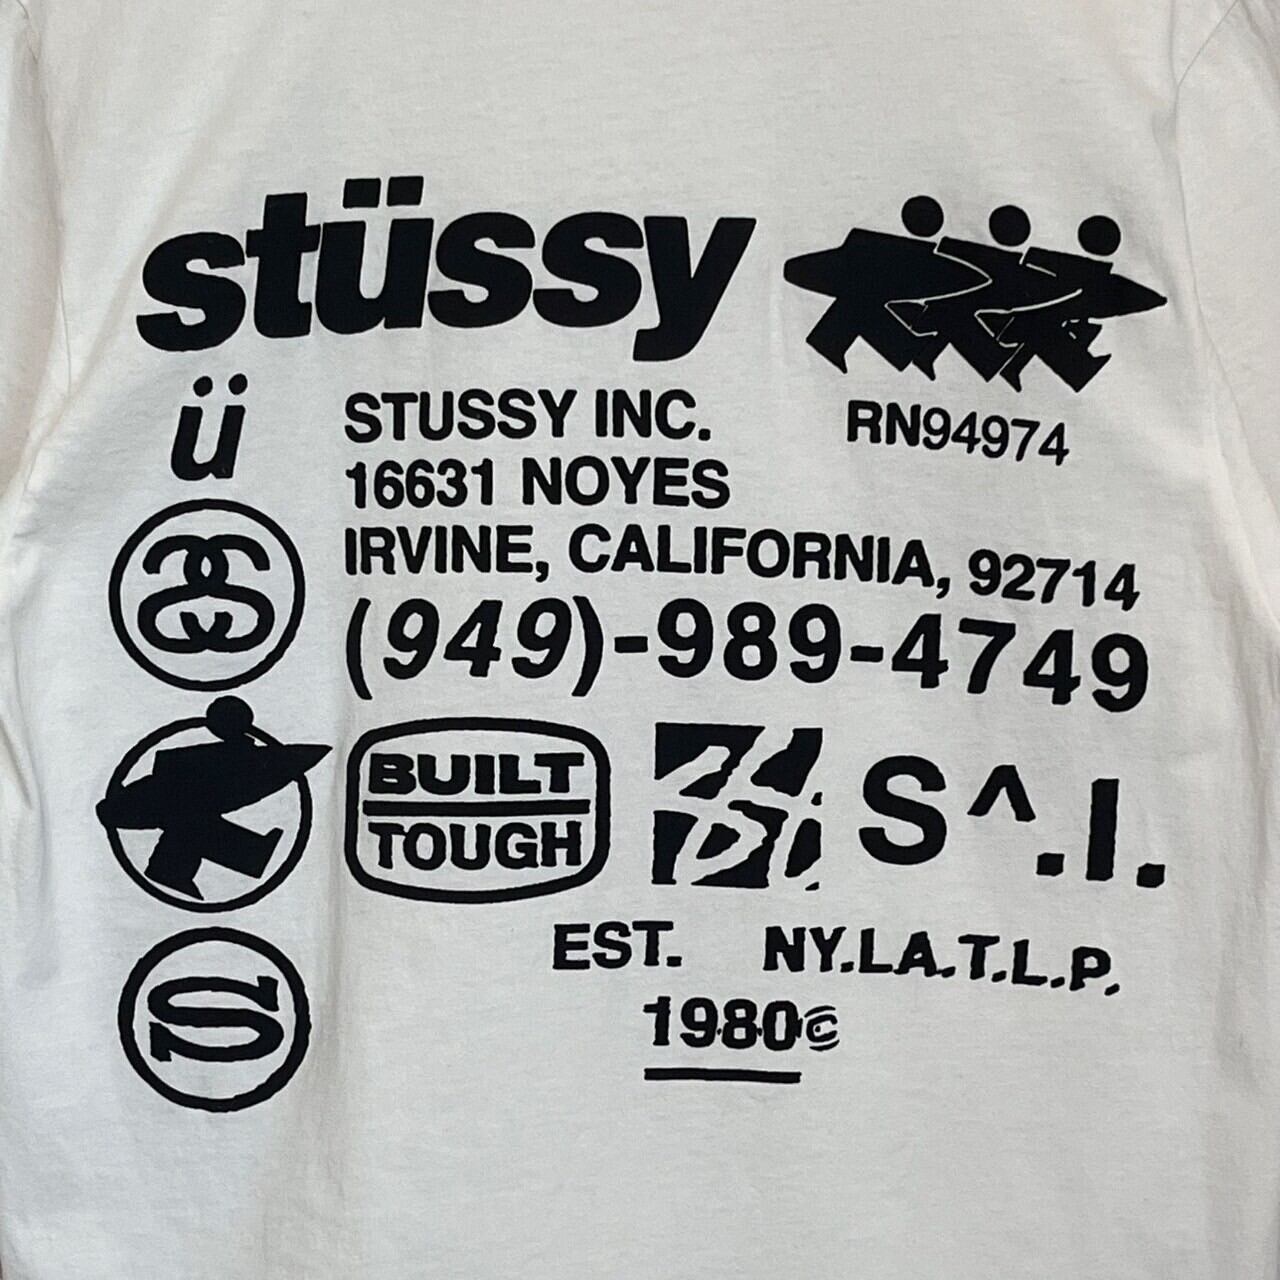 stüssy
RN94974
ü
STUSSY INC.
16631 NOYES
IRVINE, CALIFORNIA, 92714
(949)-989-4749
BUILT
TOUGH
S^.I.
EST. NY.LA.T.L.P.
1980©
S